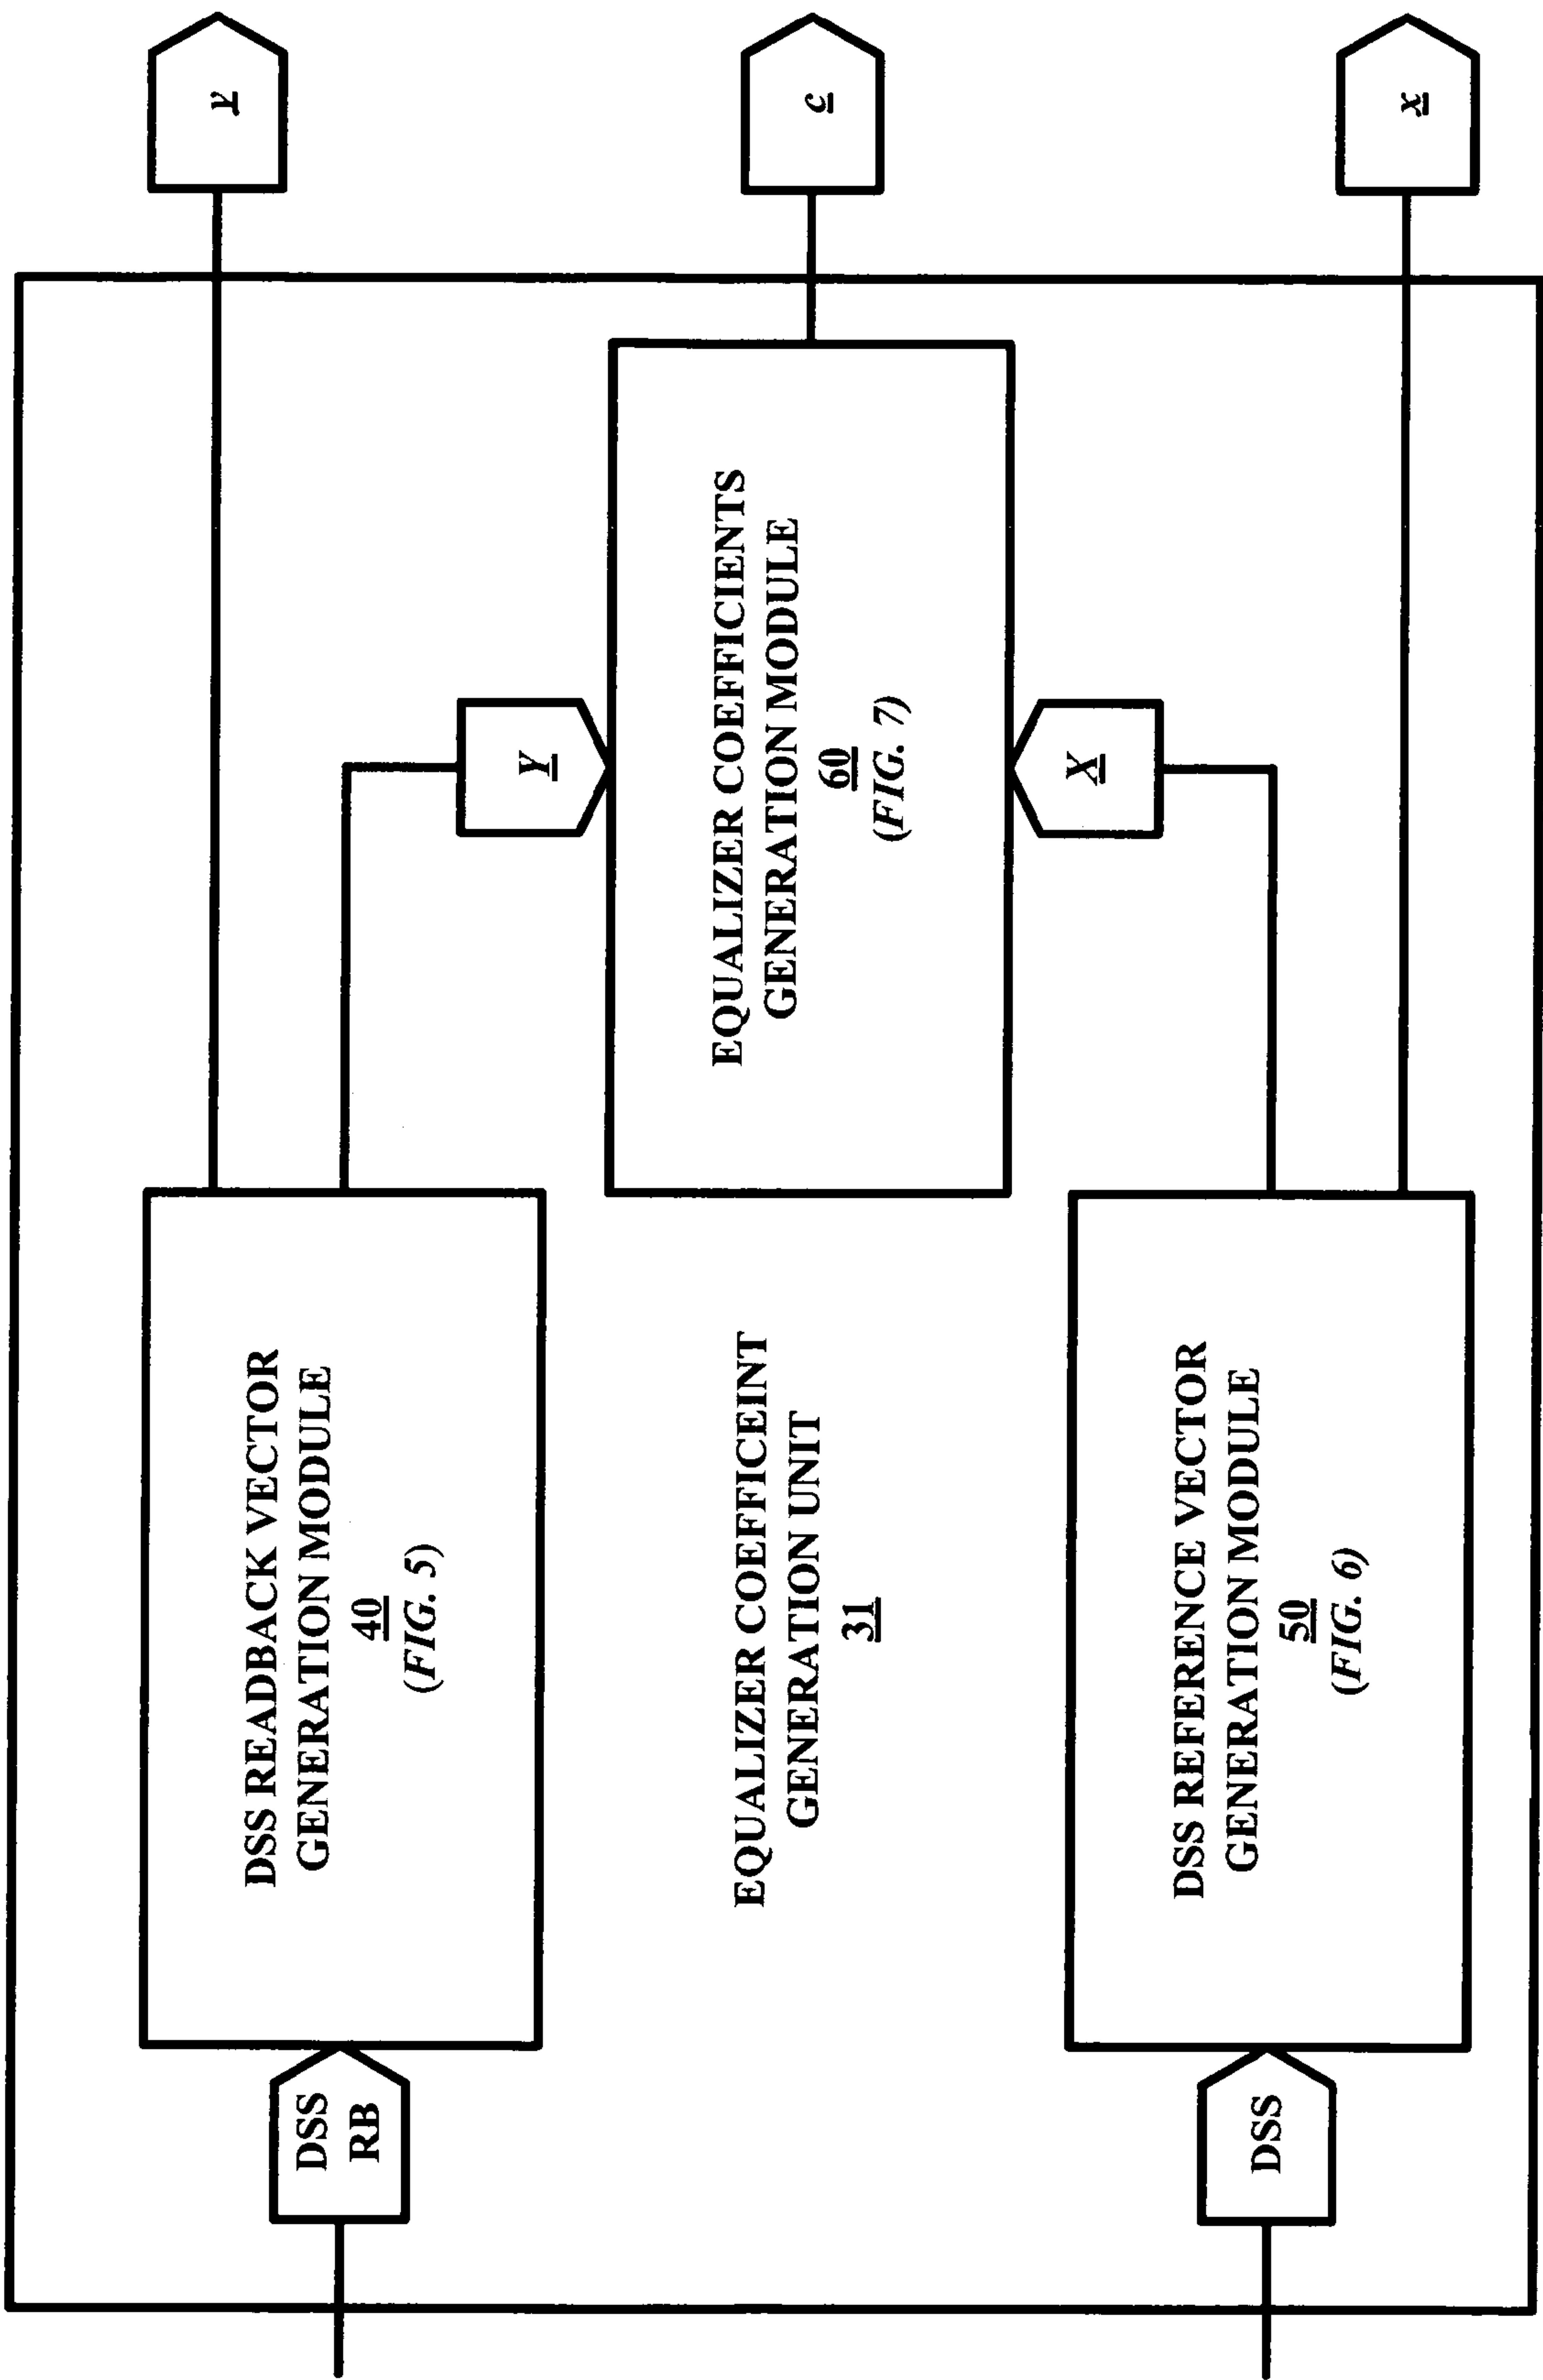 DSS
RB
DSS READBACK VECTOR
GENERATION MODULE
40
(FIG. 5)
y
Y
EQUALIZER COEFFICEINT
GENERATION UNIT
31
EQUALIZER COEFFICIENTS
GENERATION MODULE
60
(FIG. 7)
c
X
DSS
DSS REFERENCE VECTOR
GENERATION MODULE
50
(FIG. 6)
x